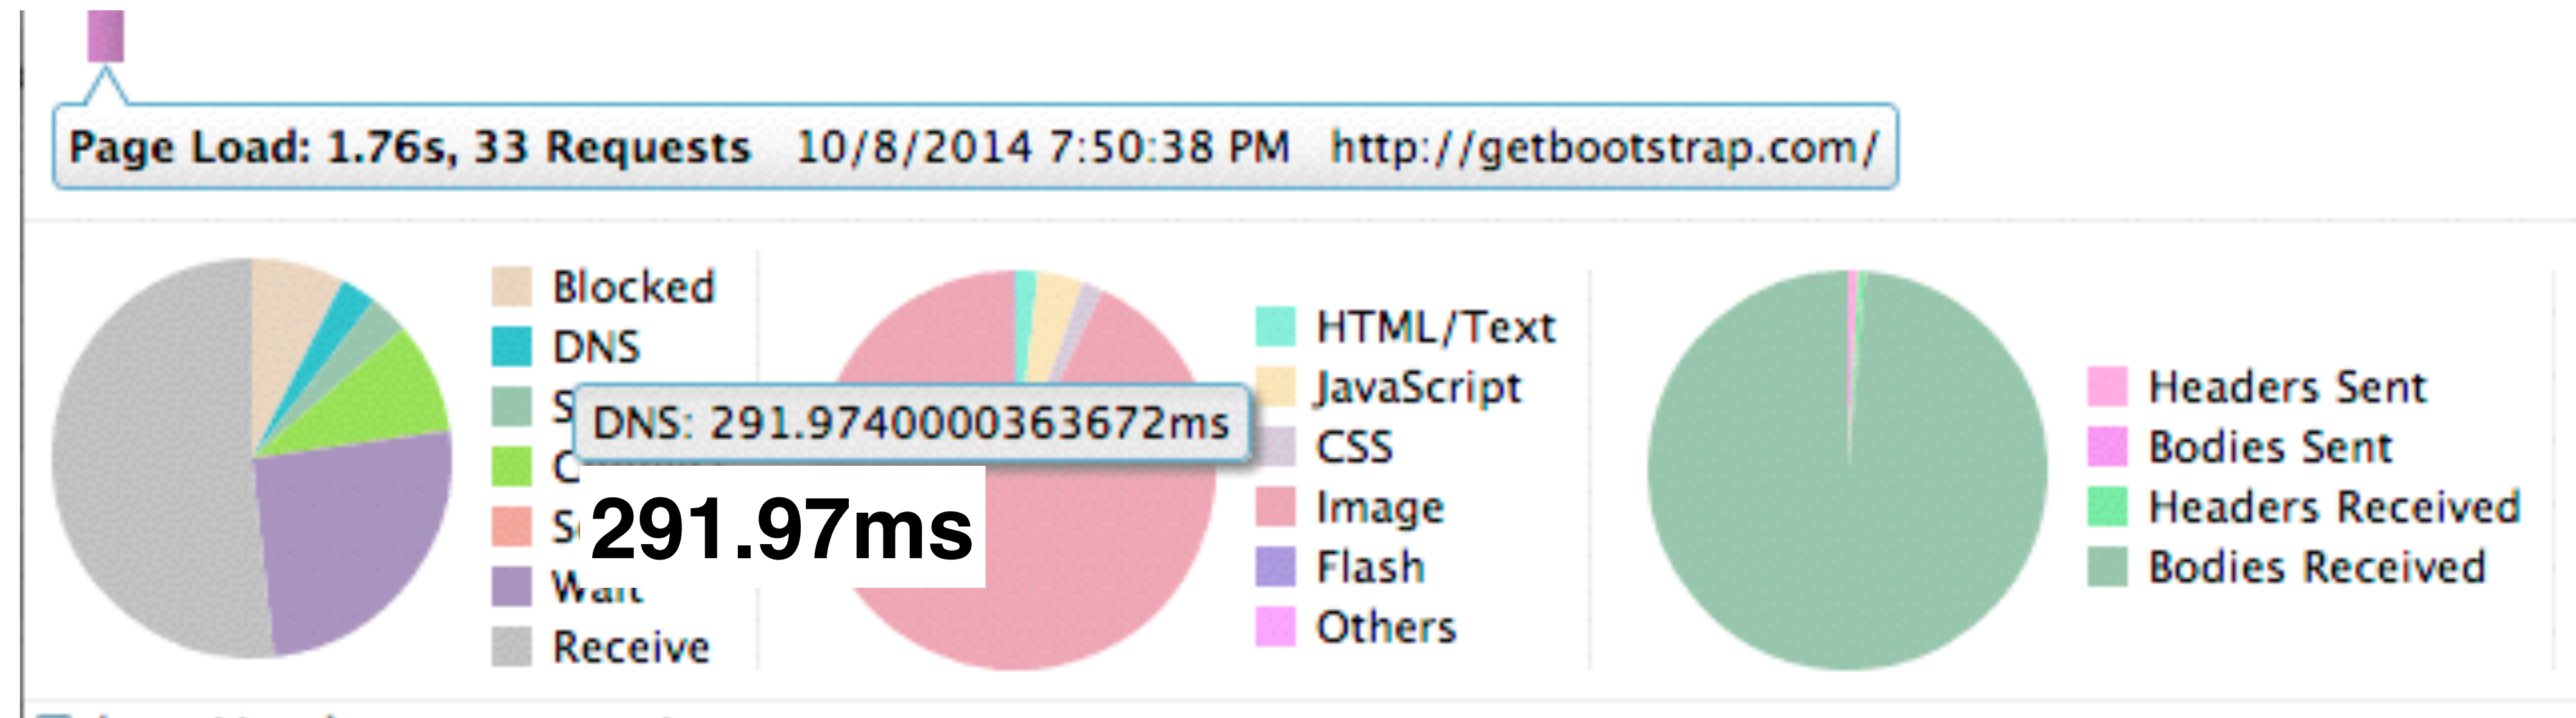 Page Load: 1.76s, 33 Requests 10/8/2014 7:50:38 PM http://getbootstrap.com/
Blocked
DNS
Wait
Receive
DNS: 291.9740000363672ms
291.97ms
HTML/Text
JavaScript
CSS
Image
Flash
Others
Headers Sent
Bodies Sent
Headers Received
Bodies Received